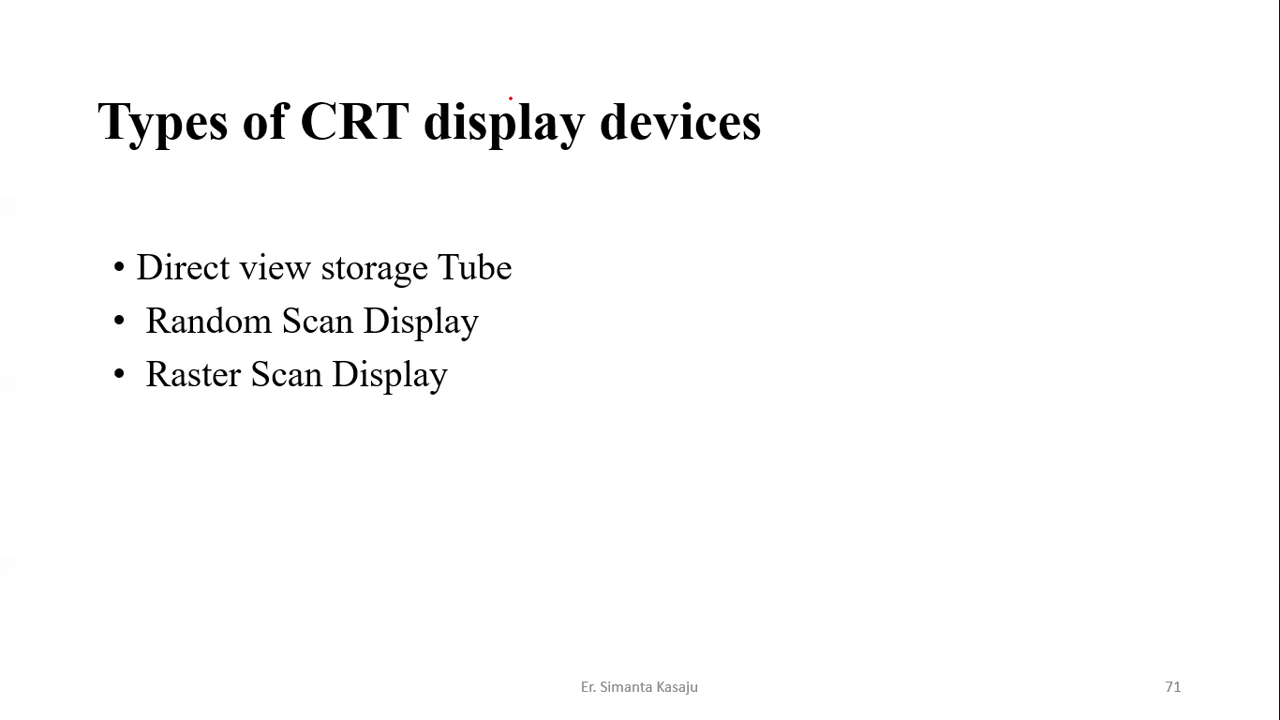 Types of CRT display devices
• Direct view storage Tube
• Random Scan Display
• Raster Scan Display
Er. Simanta Kasaju
71